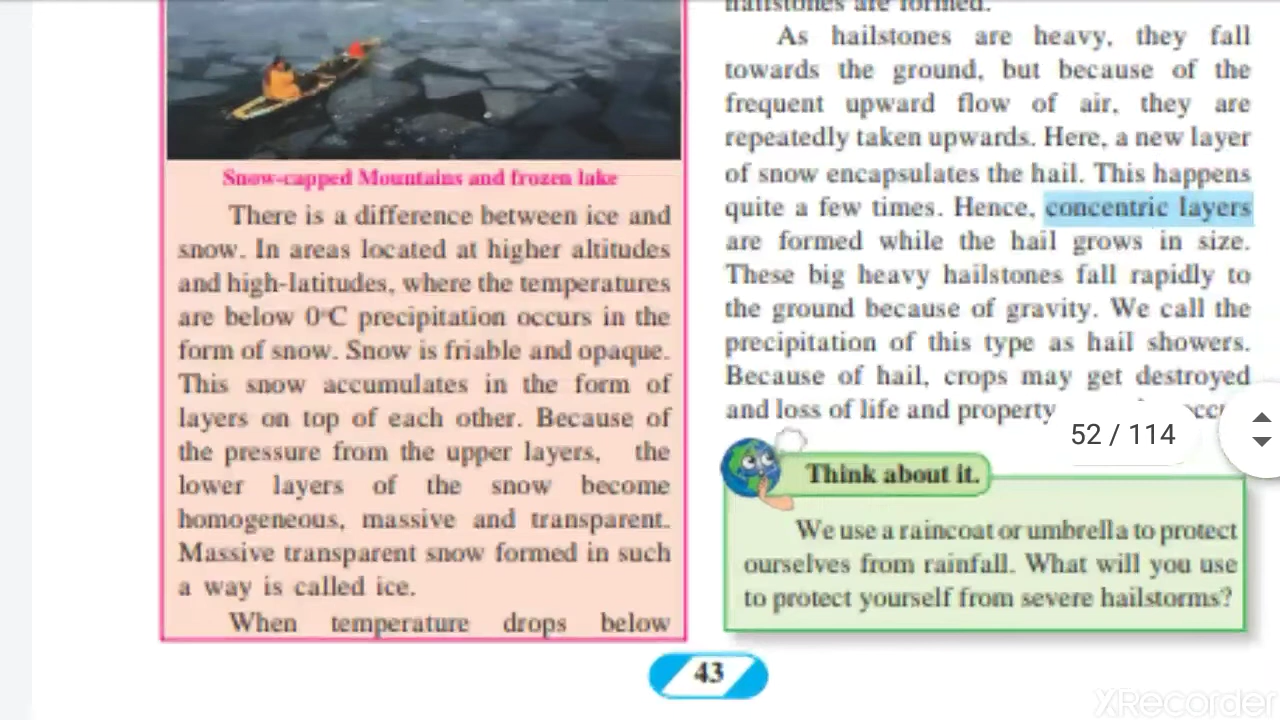 Snow-capped Mountains and frozen lake
There is a difference between ice and
snow. In areas located at higher altitudes
and high-latitudes, where the temperatures
are below 0°C precipitation occurs in the
form of snow. Snow is friable and opaque.
This snow accumulates in the form of
layers on top of each other. Because of
the pressure from the upper layers, the
lower layers of the snow become
homogeneous, massive and transparent.
Massive transparent snow formed in such
a way is called ice.
When temperature drops below
hailstones are formed.
As hailstones are heavy, they fall
towards the ground, but because of the
frequent upward flow of air, they are
repeatedly taken upwards. Here, a new layer
of snow encapsulates the hail. This happens
quite a few times. Hence, concentric layers
are formed while the hail grows in size.
These big heavy hailstones fall rapidly to
the ground because of gravity. We call the
precipitation of this type as hail showers.
Because of hail, crops may get destroyed
and loss of life and property
52 / 114
Think about it.
We use a raincoat or umbrella to protect
ourselves from rainfall. What will you use
to protect yourself from severe hailstorms?
43
XRecorder